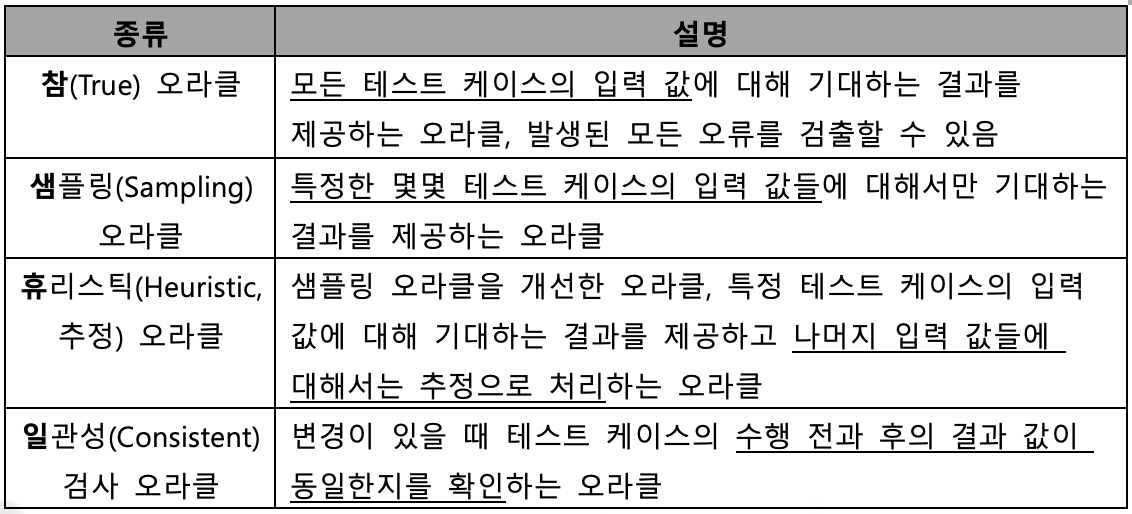 종류
설명
참(True) 오라클
모든 테스트 케이스의 입력 값에 대해 기대하는 결과를
제공하는 오라클, 발생된 모든 오류를 검출할 수 있음
샘플링(Sampling)
오라클
특정한 몇몇 테스트 케이스의 입력 값들에 대해서만 기대하는
결과를 제공하는 오라클
휴리스틱(Heuristic,
추정) 오라클
샘플링 오라클을 개선한 오라클, 특정 테스트 케이스의 입력
값에 대해 기대하는 결과를 제공하고 나머지 입력 값들에
대해서는 추정으로 처리하는 오라클
일관성(Consistent)
검사 오라클
변경이 있을 때 테스트 케이스의 수행 전과 후의 결과 값이
동일한지를 확인하는 오라클